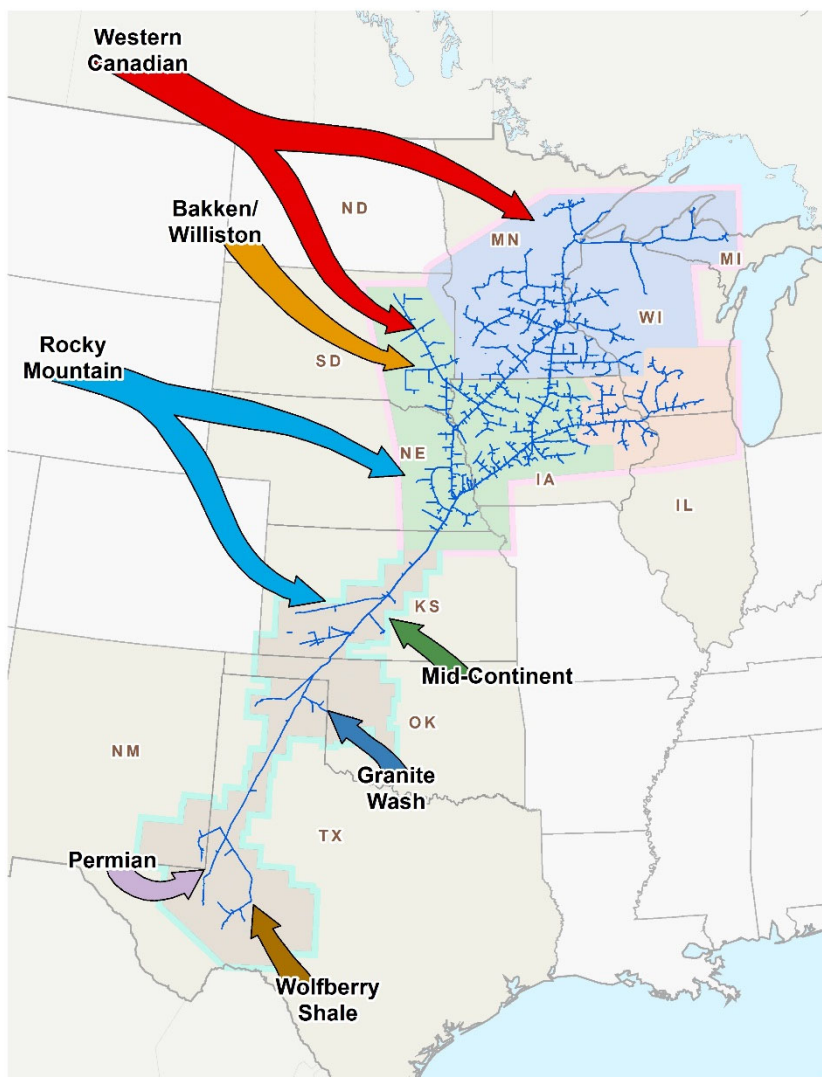 Western
Canadian
ND
Bakken/
Williston
MN
MI
WI
Rocky
Mountain
SD
NE
IA
IL
KS
Mid-Continent
NM
OK
Granite
Wash
TX
Permian
Wolfberry
Shale